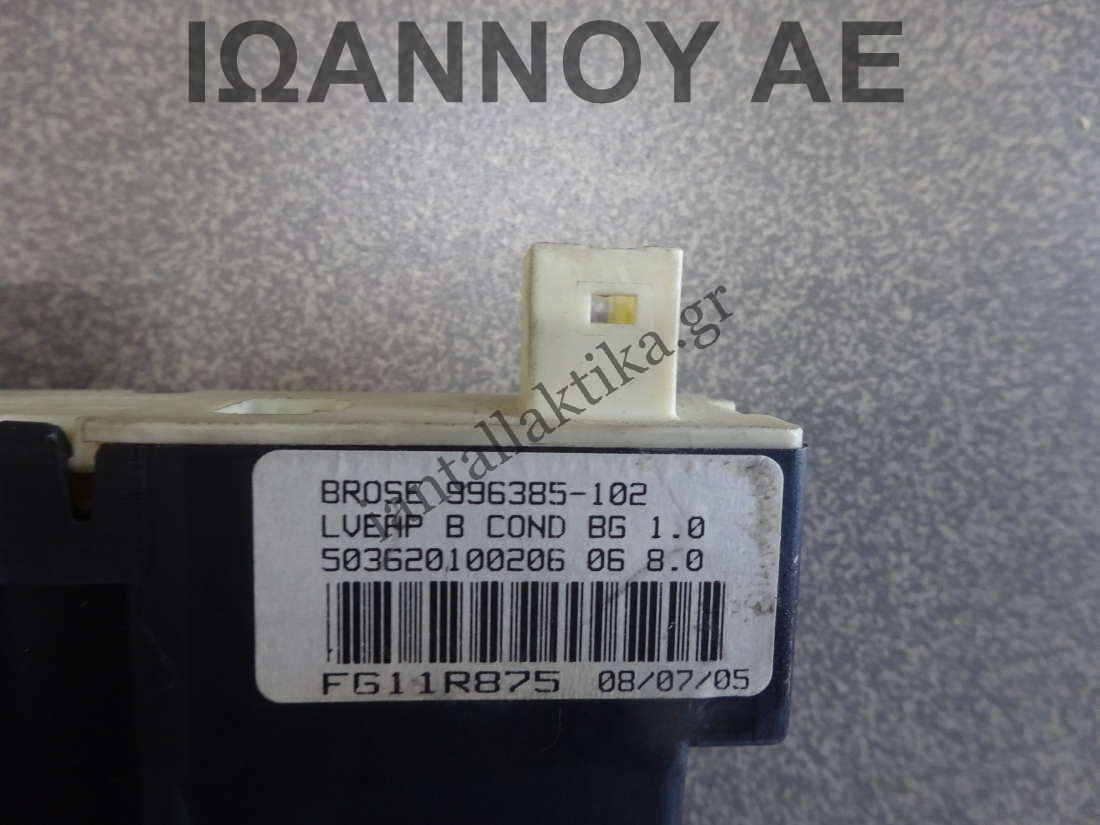 ΙΩΑΝΝΟΥ ΑΕ
iantallaktika.gr
BROSE 996385-102
LVEAP B COND BG 1.0
503620100206 06 8.0
FG11R875 08/07/05